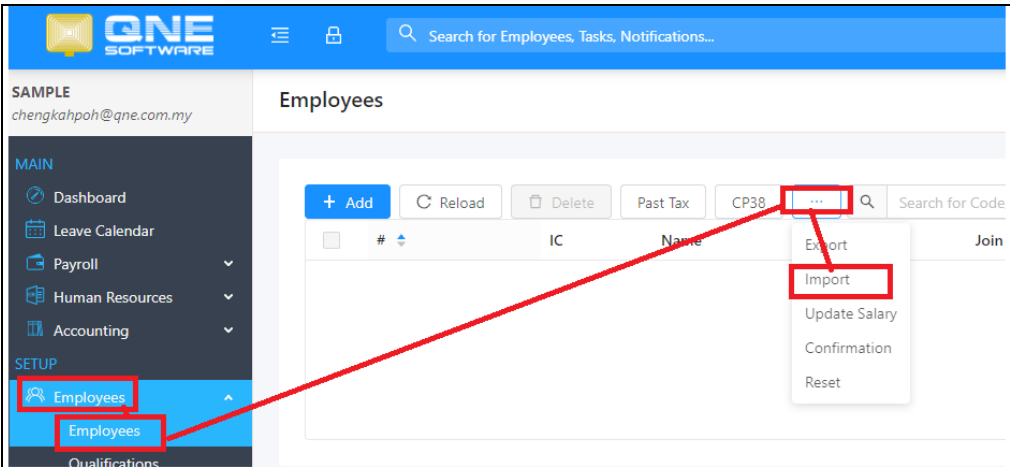 QNE
SOFTWARE
Search for Employees, Tasks, Notifications...
SAMPLE
chengkahpoh@qne.com.my
Employees
MAIN
Dashboard
Leave Calendar
Payroll
Human Resources
Accounting
SETUP
Employees
Employees
Qualifications
+ Add
Reload
Delete
Past Tax
CP38
...
Search for Code
#
IC
Name
Join
Export
Import
Update Salary
Confirmation
Reset